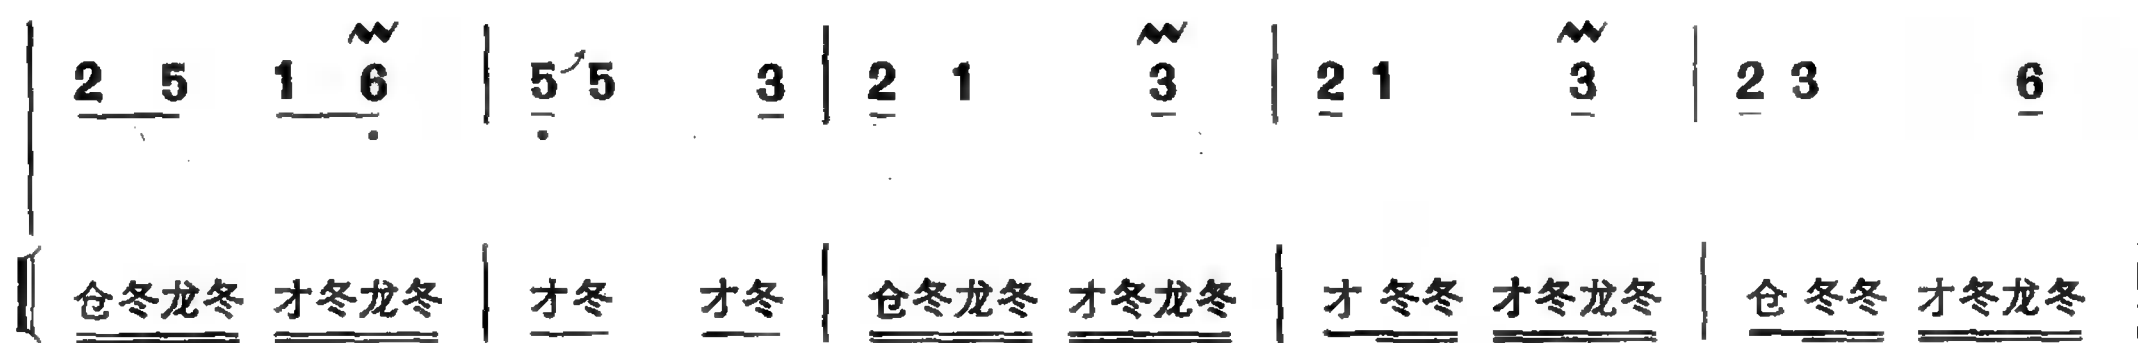 2 5 1 6 | 5 5 3 | 2 1 3 | 2 1 3 | 2 3 6
仓冬龙冬 才冬龙冬 | 才冬 才冬 | 仓冬龙冬 才冬龙冬 | 才 冬冬 才冬龙冬 | 仓 冬冬 才冬龙冬